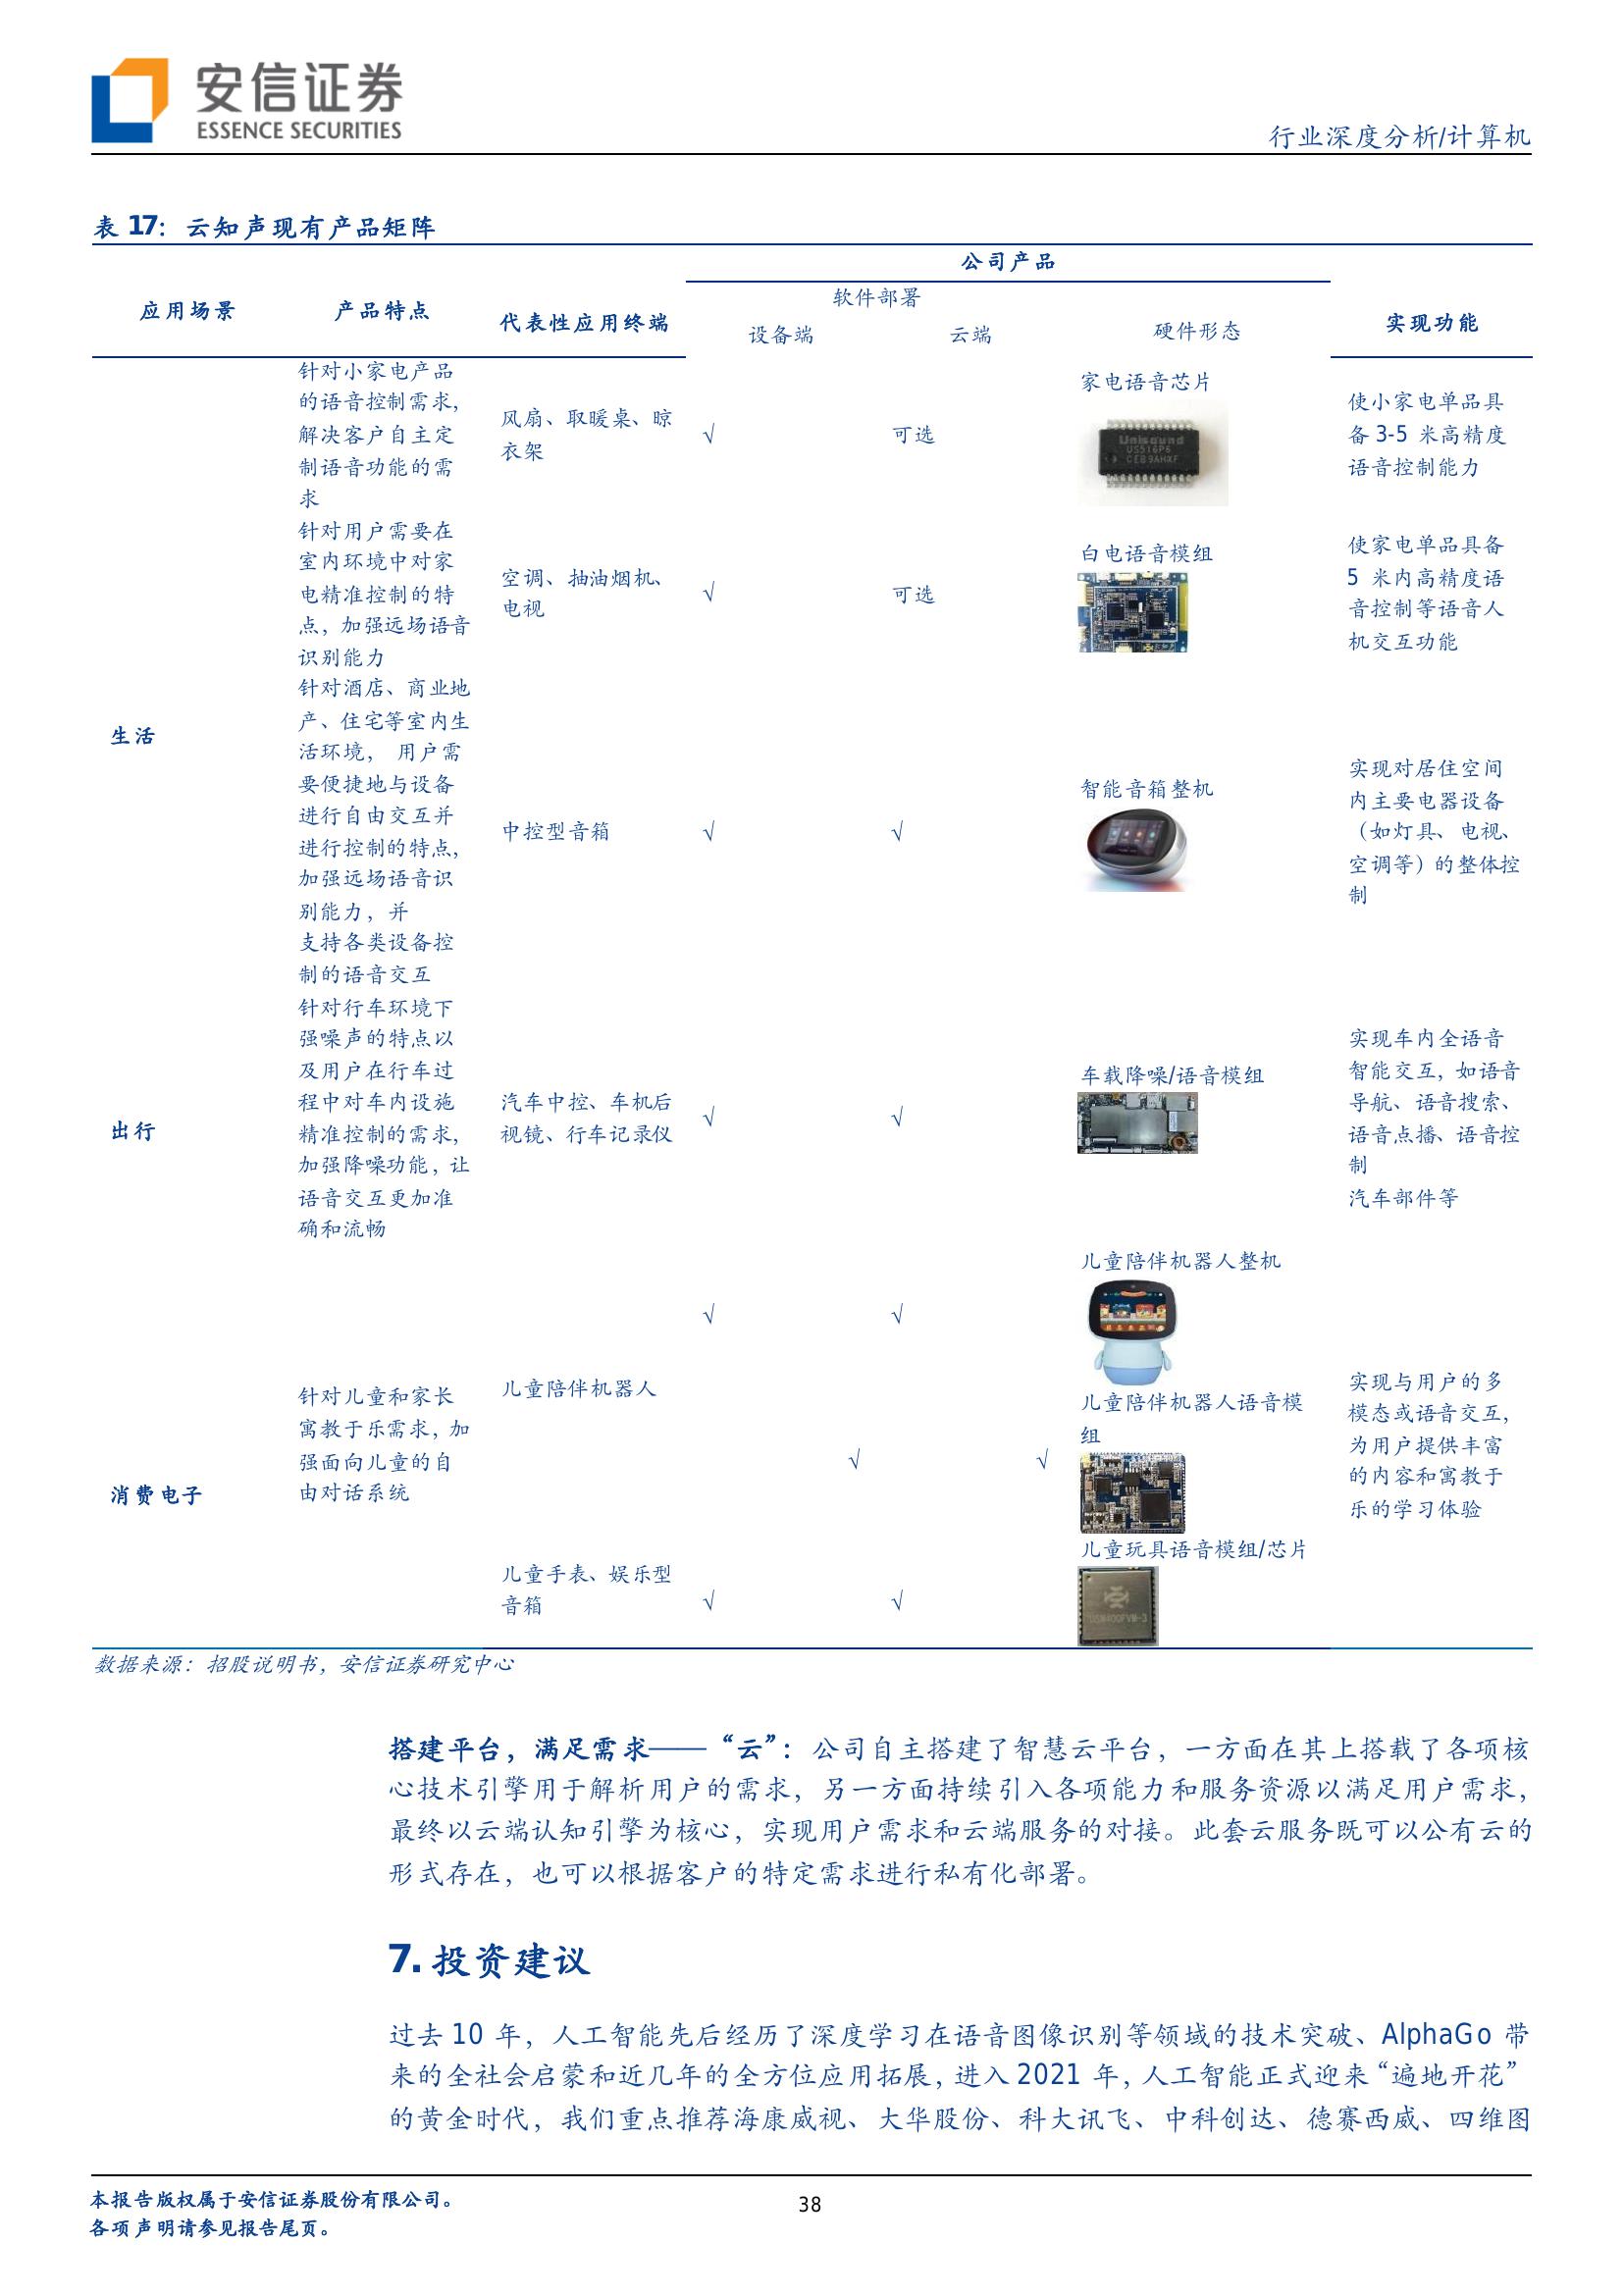 安信证券
ESSENCE SECURITIES
行业深度分析/计算机
表 17：云知声现有产品矩阵
公司产品
应用场景 产品特点 代表性应用终端 软件部署 硬件形态 实现功能
设备端 云端
生活
针对小家电产品
的语音控制需求，
解决客户自主定
制语音功能的需
求
风扇、取暖桌、晾
衣架
√ 可选
家电语音芯片
Unisound
US516P6
使小家电单品具
备 3-5 米高精度
语音控制能力
针对用户需要在
室内环境中对家
电精准控制的特
点，加强远场语音
识别能力
空调、抽油烟机、
电视
√ 可选
白电语音模组
使家电单品具备
5 米内高精度语
音控制等语音人
机交互功能
针对酒店、商业地
产、住宅等室内生
活环境， 用户需
要便捷地与设备
进行自由交互并
进行控制的特点，
加强远场语音识
别能力，并
支持各类设备控
制的语音交互
中控型音箱
√ √
智能音箱整机
实现对居住空间
内主要电器设备
（如灯具、电视、
空调等）的整体控
制
出行
针对行车环境下
强噪声的特点以
及用户在行车过
程中对车内设施
精准控制的需求，
加强降噪功能，让
语音交互更加准
确和流畅
汽车中控、车机后
视镜、行车记录仪
√ √
车载降噪/语音模组
实现车内全语音
智能交互，如语音
导航、语音搜索、
语音点播、语音控
制
汽车部件等
消费电子
针对儿童和家长
寓教于乐需求，加
强面向儿童的自
由对话系统
儿童陪伴机器人
√ √
儿童陪伴机器人整机
√ √
儿童陪伴机器人语音模
组
儿童手表、娱乐型
音箱
√ √
儿童玩具语音模组/芯片
实现与用户的多
模态或语音交互，
为用户提供丰富
的内容和寓教于
乐的学习体验
数据来源：招股说明书，安信证券研究中心
搭建平台，满足需求——“云”：公司自主搭建了智慧云平台，一方面在其上搭载了各项核
心技术引擎用于解析用户的需求，另一方面持续引入各项能力和服务资源以满足用户需求，
最终以云端认知引擎为核心，实现用户需求和云端服务的对接。此套云服务既可以公有云的
形式存在，也可以根据客户的特定需求进行私有化部署。
7. 投资建议
过去 10 年，人工智能先后经历了深度学习在语音图像识别等领域的技术突破、AlphaGo 带
来的全社会启蒙和近几年的全方位应用拓展，进入 2021 年，人工智能正式迎来“遍地开花”
的黄金时代，我们重点推荐海康威视、大华股份、科大讯飞、中科创达、德赛西威、四维图
本报告版权属于安信证券股份有限公司。
各项声明请参见报告尾页。
38